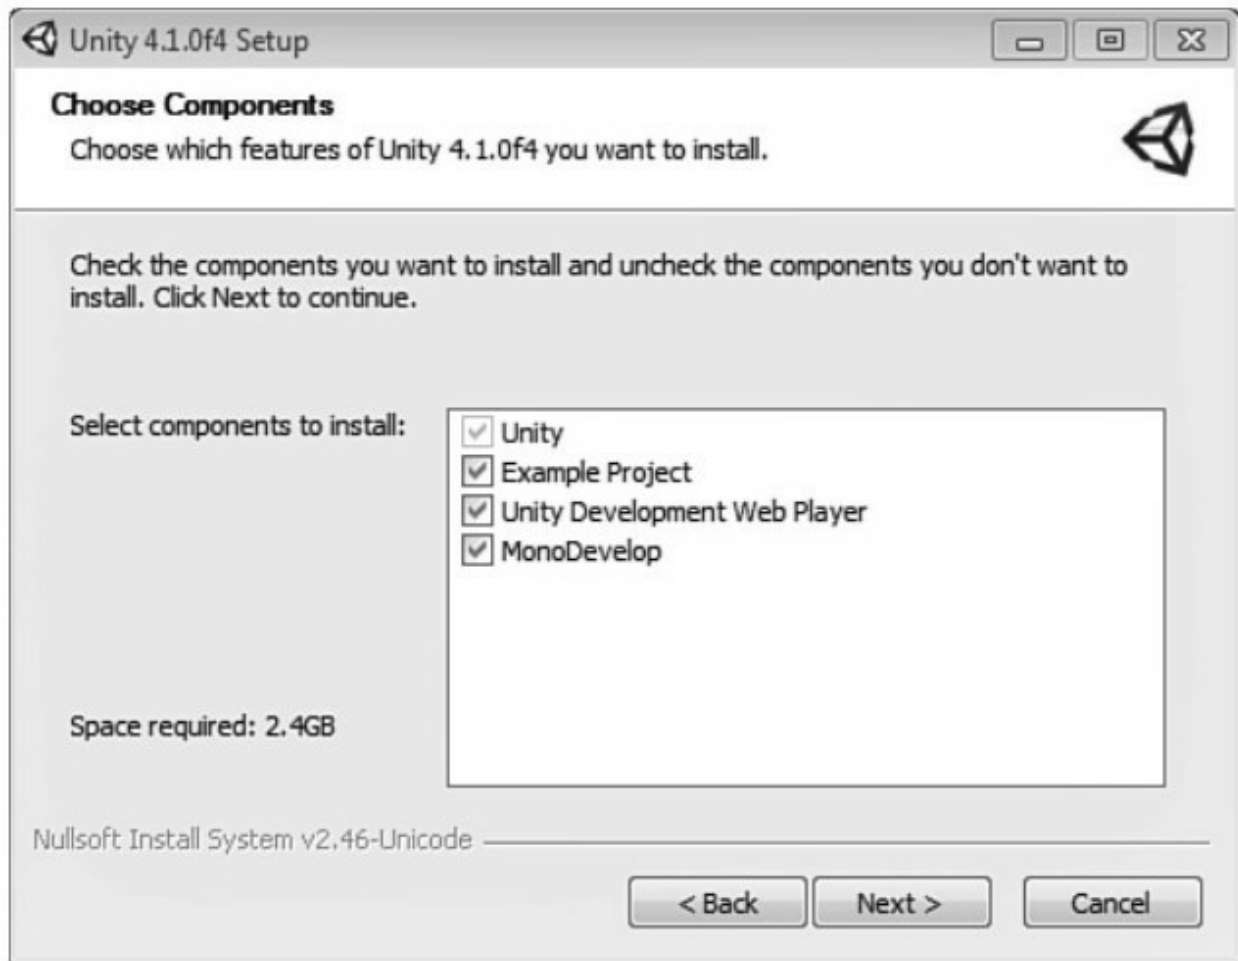 Unity 4.1.0f4 Setup
Choose Components
Choose which features of Unity 4.1.0f4 you want to install.
Check the components you want to install and uncheck the components you don't want to
install. Click Next to continue.
Select components to install:
Unity
Example Project
Unity Development Web Player
MonoDevelop
Space required: 2.4GB
Nullsoft Install System v2.46-Unicode
< Back
Next >
Cancel